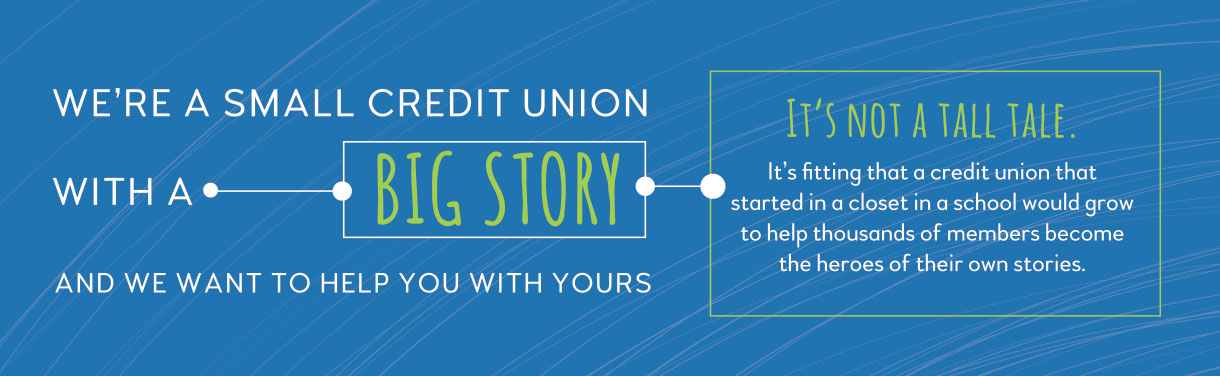 WE'RE A SMALL CREDIT UNION
WITH A BIG STORY
AND WE WANT TO HELP YOU WITH YOURS
IT'S NOT A TALL TALE.
It's fitting that a credit union that
started in a closet in a school would grow
to help thousands of members become
the heroes of their own stories.